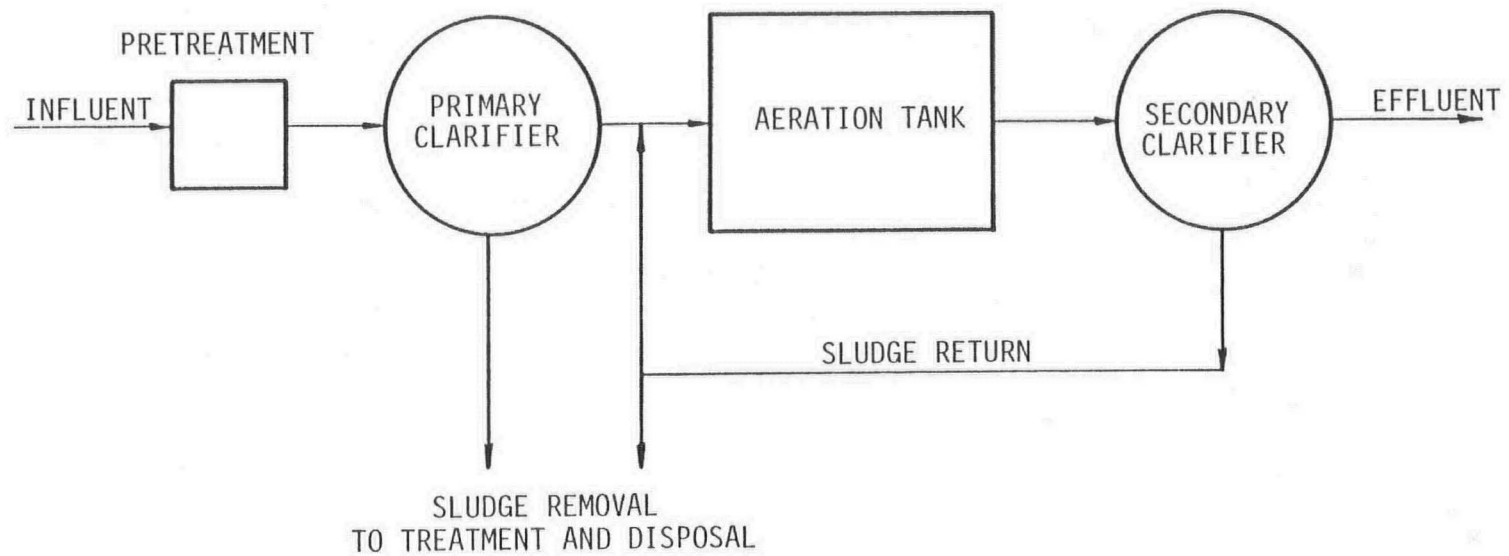 PRETREATMENT
INFLUENT
PRIMARY
CLARIFIER
AERATION TANK
SECONDARY
CLARIFIER
EFFLUENT
SLUDGE RETURN
SLUDGE REMOVAL
TO TREATMENT AND DISPOSAL